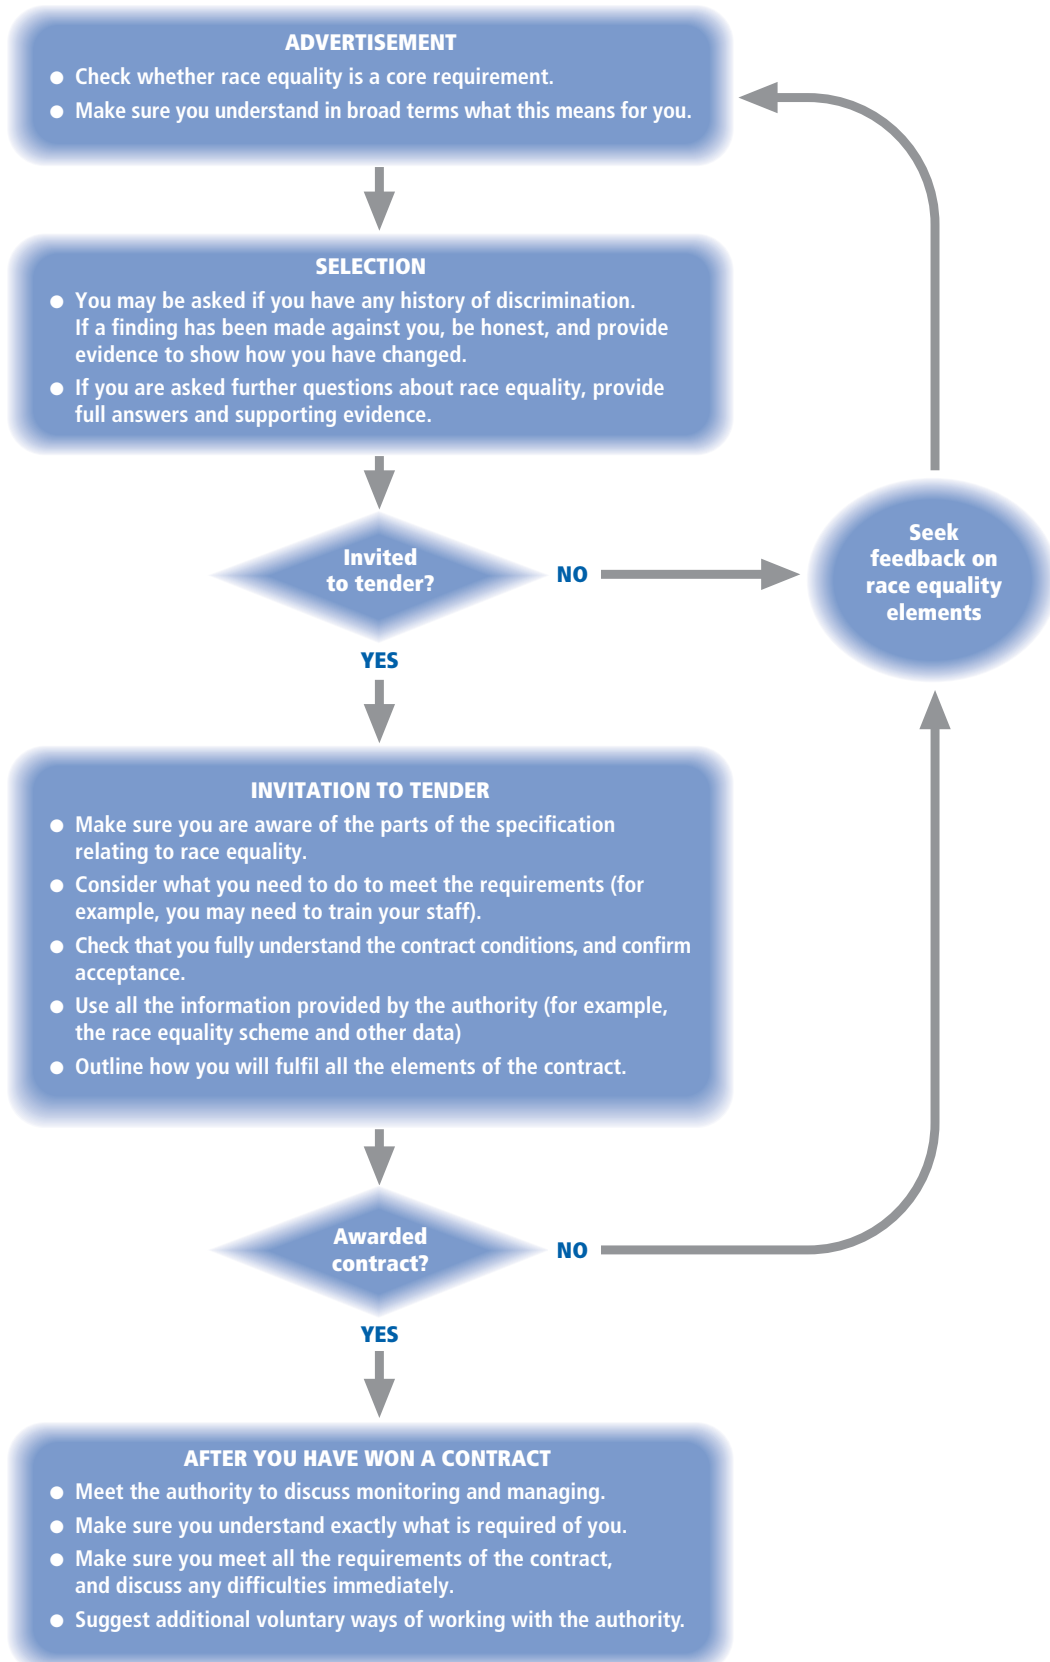 ADVERTISEMENT
● Check whether race equality is a core requirement.
● Make sure you understand in broad terms what this means for you.
SELECTION
● You may be asked if you have any history of discrimination.
If a finding has been made against you, be honest, and provide
evidence to show how you have changed.
● If you are asked further questions about race equality, provide
full answers and supporting evidence.
Invited
to tender?
NO
Seek
feedback on
race equality
elements
YES
INVITATION TO TENDER
● Make sure you are aware of the parts of the specification
relating to race equality.
● Consider what you need to do to meet the requirements (for
example, you may need to train your staff).
● Check that you fully understand the contract conditions, and confirm
acceptance.
● Use all the information provided by the authority (for example,
the race equality scheme and other data)
● Outline how you will fulfil all the elements of the contract.
Awarded
contract?
NO
YES
AFTER YOU HAVE WON A CONTRACT
● Meet the authority to discuss monitoring and managing.
● Make sure you understand exactly what is required of you.
● Make sure you meet all the requirements of the contract,
and discuss any difficulties immediately.
● Suggest additional voluntary ways of working with the authority.